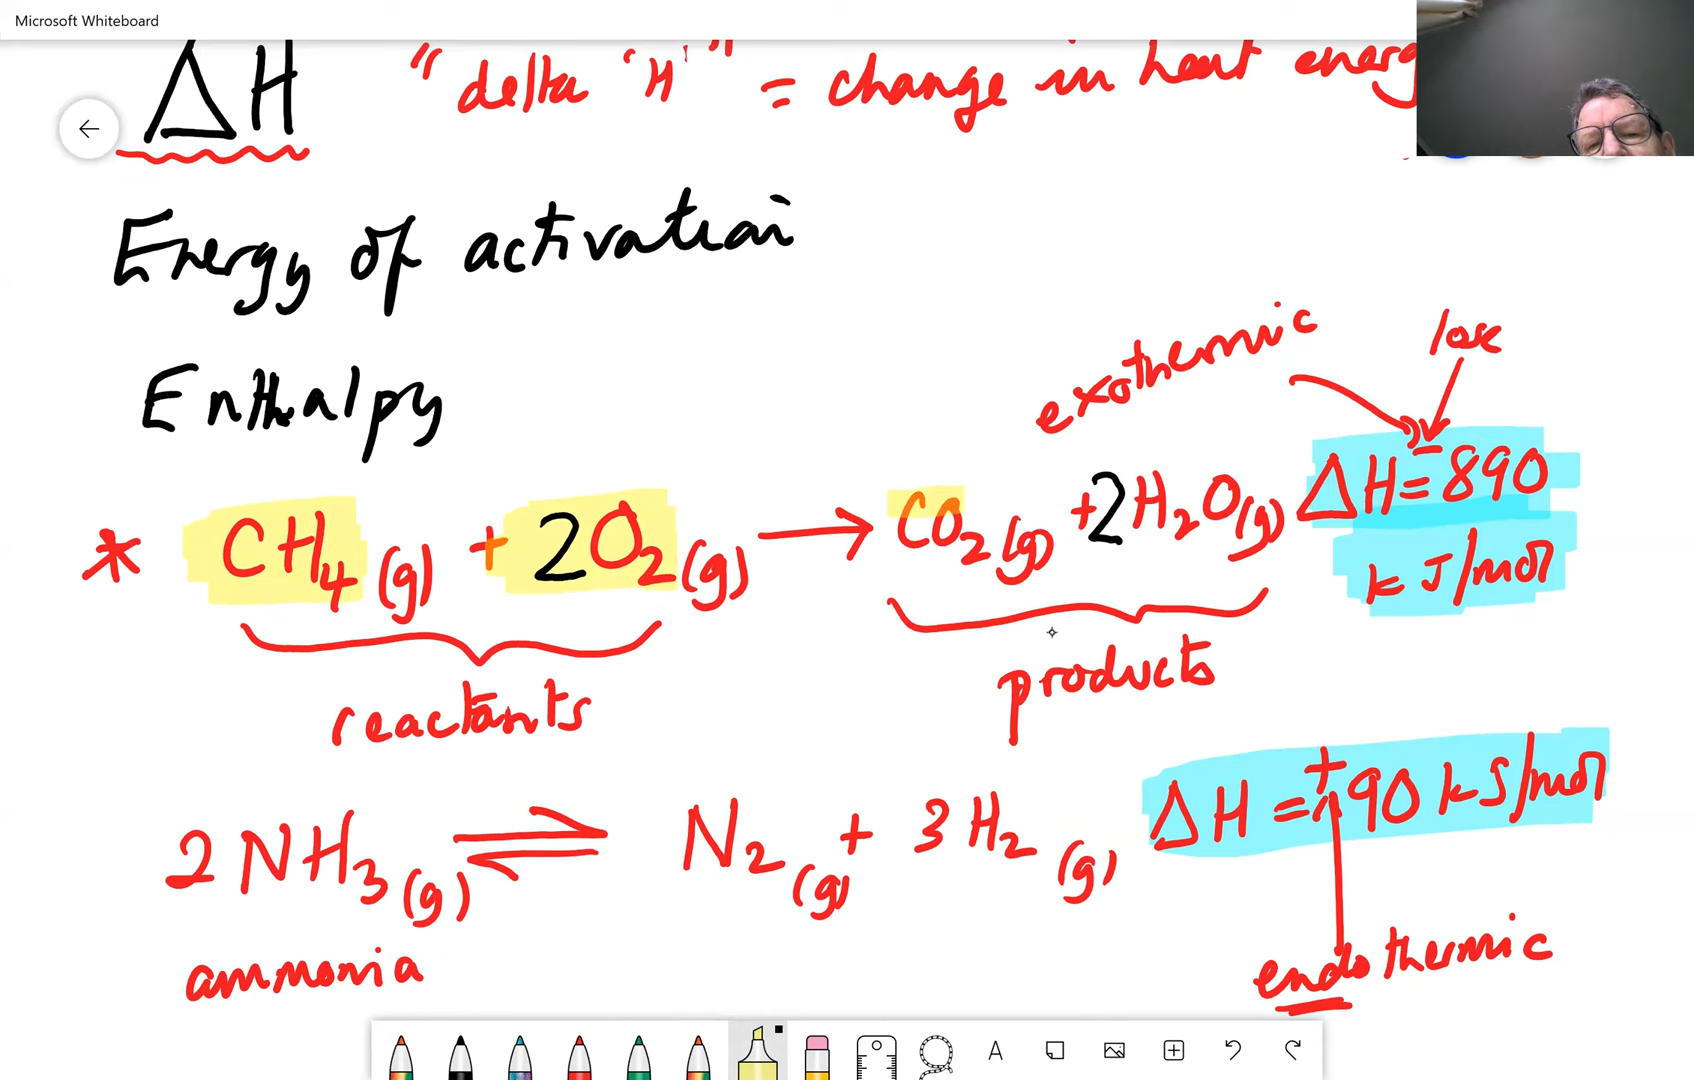 Microsoft Whiteboard
ΔH "delta 'H'" = change in heat energ
Energy of activation
Enthalpy
exothermic
lose
* CH₄(g) + 2O₂(g) → CO₂(g) + 2H₂O(g) ΔH = -890
kJ/mol
reactants
products
2NH₃(g) ⇌ N₂(g) + 3H₂(g) ΔH = +90 kJ/mol
ammonia
endothermic
A